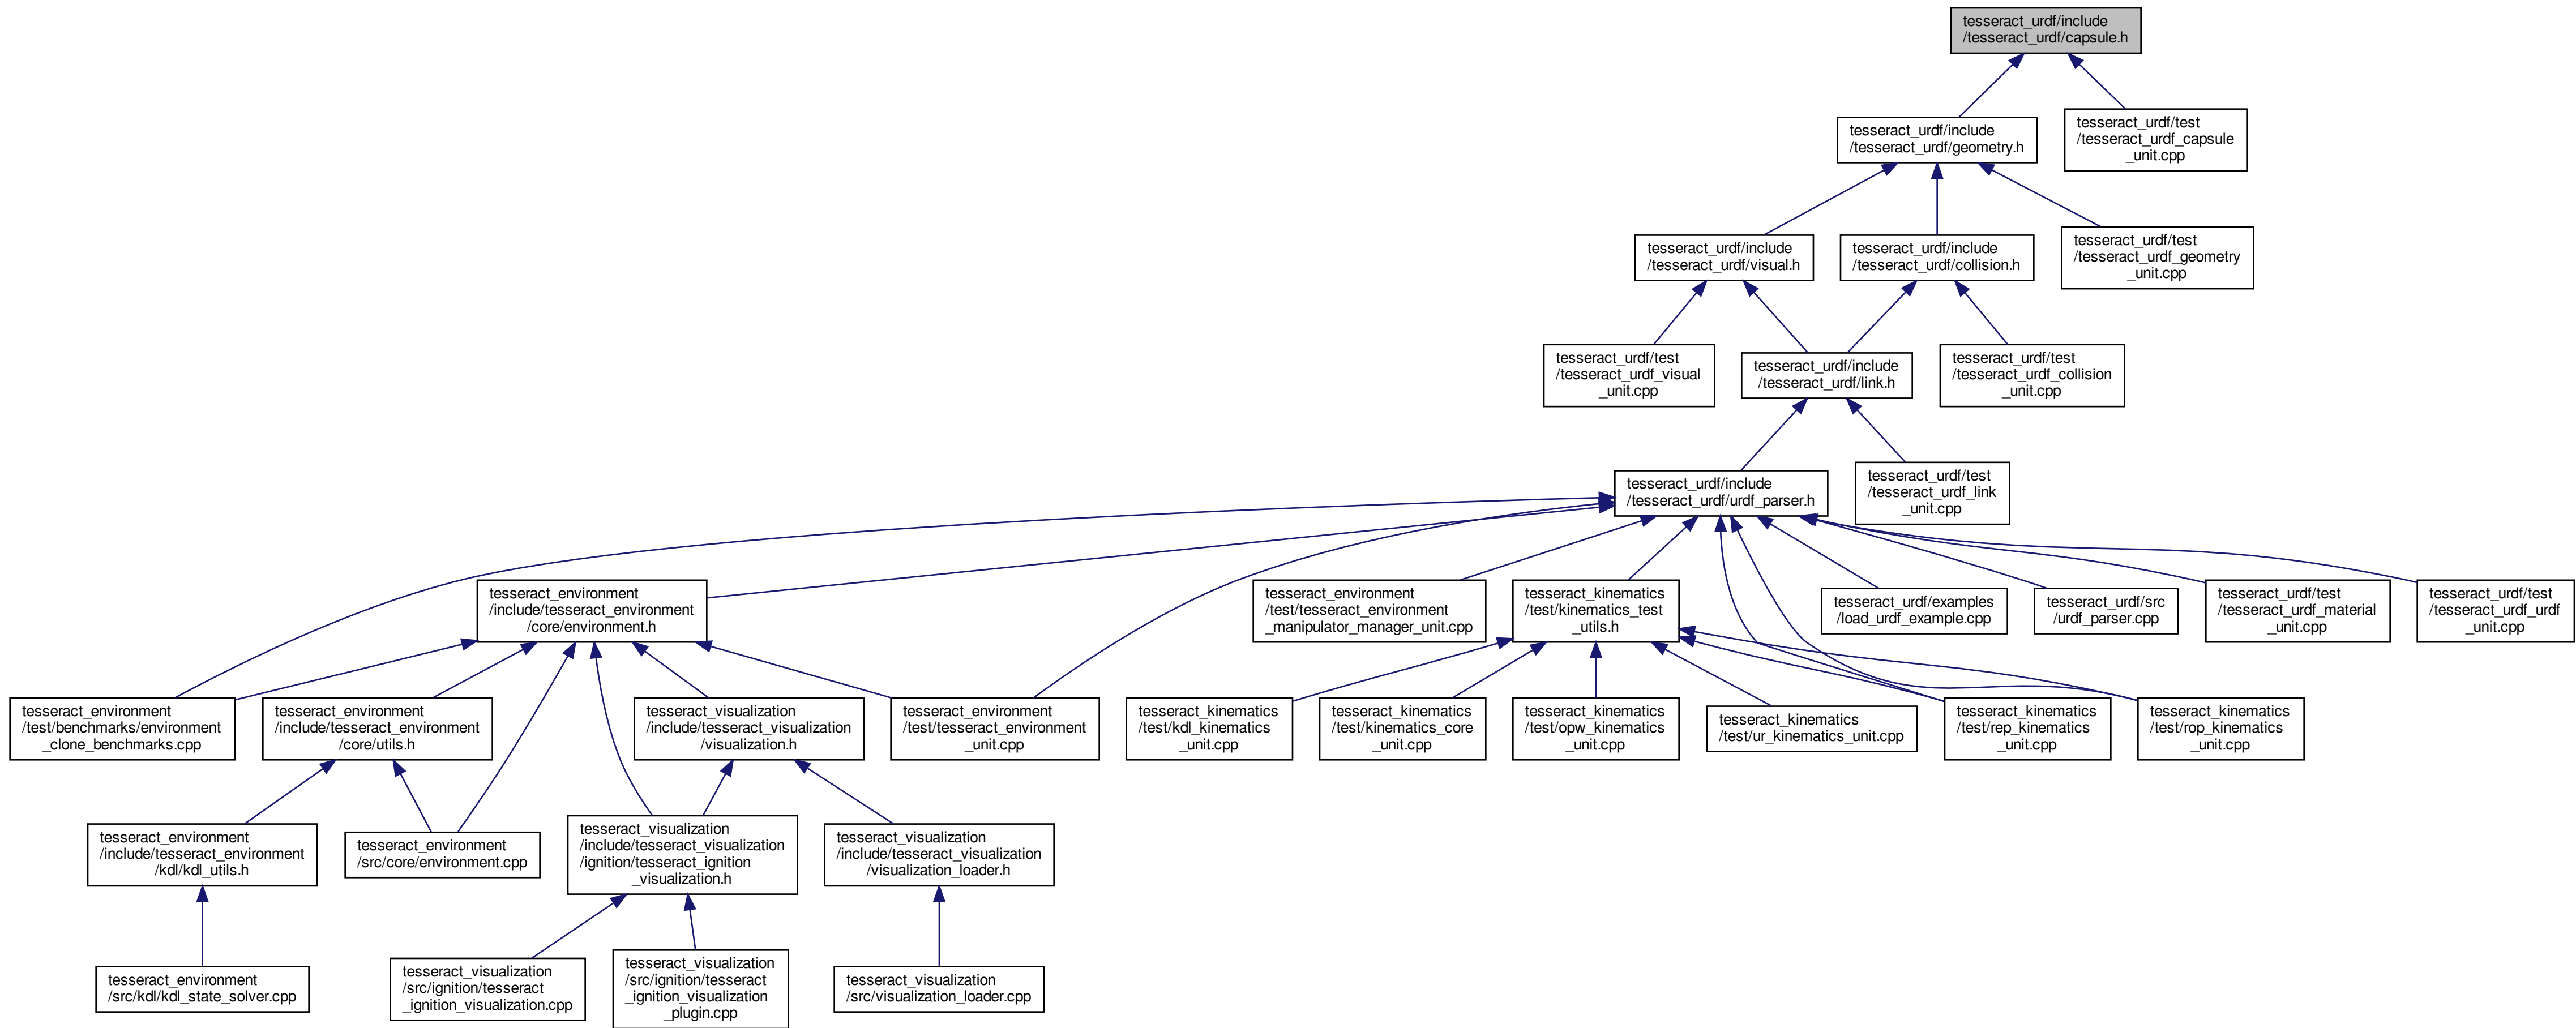 tesseract_urdf/include
/tesseract_urdf/capsule.h
tesseract_urdf/include
/tesseract_urdf/geometry.h
tesseract_urdf/test
/tesseract_urdf_capsule
_unit.cpp
tesseract_urdf/include
/tesseract_urdf/visual.h
tesseract_urdf/include
/tesseract_urdf/collision.h
tesseract_urdf/test
/tesseract_urdf_geometry
_unit.cpp
tesseract_urdf/test
/tesseract_urdf_visual
_unit.cpp
tesseract_urdf/include
/tesseract_urdf/link.h
tesseract_urdf/test
/tesseract_urdf_collision
_unit.cpp
tesseract_urdf/include
/tesseract_urdf/urdf_parser.h
tesseract_urdf/test
/tesseract_urdf_link
_unit.cpp
tesseract_environment
/include/tesseract_environment
/core/environment.h
tesseract_environment
/test/tesseract_environment
_manipulator_manager_unit.cpp
tesseract_kinematics
/test/kinematics_test
_utils.h
tesseract_urdf/examples
/load_urdf_example.cpp
tesseract_urdf/src
/urdf_parser.cpp
tesseract_urdf/test
/tesseract_urdf_material
_unit.cpp
tesseract_urdf/test
/tesseract_urdf_urdf
_unit.cpp
tesseract_environment
/test/benchmarks/environment
_clone_benchmarks.cpp
tesseract_environment
/include/tesseract_environment
/core/utils.h
tesseract_visualization
/include/tesseract_visualization
/visualization.h
tesseract_environment
/test/tesseract_environment
_unit.cpp
tesseract_kinematics
/test/kdl_kinematics
_unit.cpp
tesseract_kinematics
/test/kinematics_core
_unit.cpp
tesseract_kinematics
/test/opw_kinematics
_unit.cpp
tesseract_kinematics
/test/ur_kinematics_unit.cpp
tesseract_kinematics
/test/rep_kinematics
_unit.cpp
tesseract_kinematics
/test/rop_kinematics
_unit.cpp
tesseract_environment
/include/tesseract_environment
/kdl/kdl_utils.h
tesseract_environment
/src/core/environment.cpp
tesseract_visualization
/include/tesseract_visualization
/ignition/tesseract_ignition
_visualization.h
tesseract_visualization
/include/tesseract_visualization
/visualization_loader.h
tesseract_environment
/src/kdl/kdl_state_solver.cpp
tesseract_visualization
/src/ignition/tesseract
_ignition_visualization.cpp
tesseract_visualization
/src/ignition/tesseract
_ignition_visualization
_plugin.cpp
tesseract_visualization
/src/visualization_loader.cpp